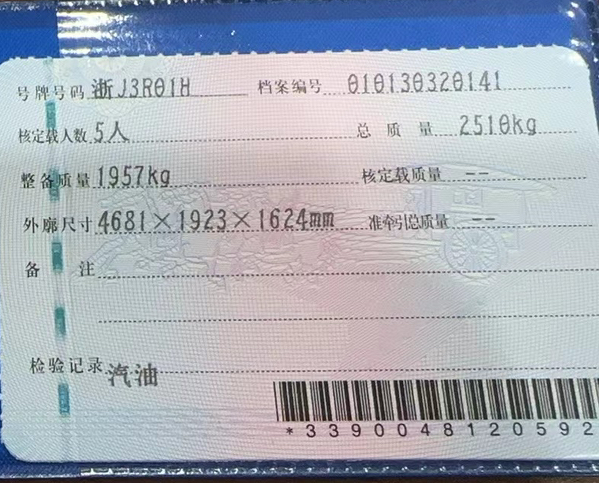 号牌号码 浙J3R01H 档案编号 010130320141
核定载人数 5人 总质量 2510kg
整备质量 1957kg 核定载质量 --
外廓尺寸 4681×1923×1624mm 准牵引总质量 --
备注
检验记录 汽油
*3390048120592